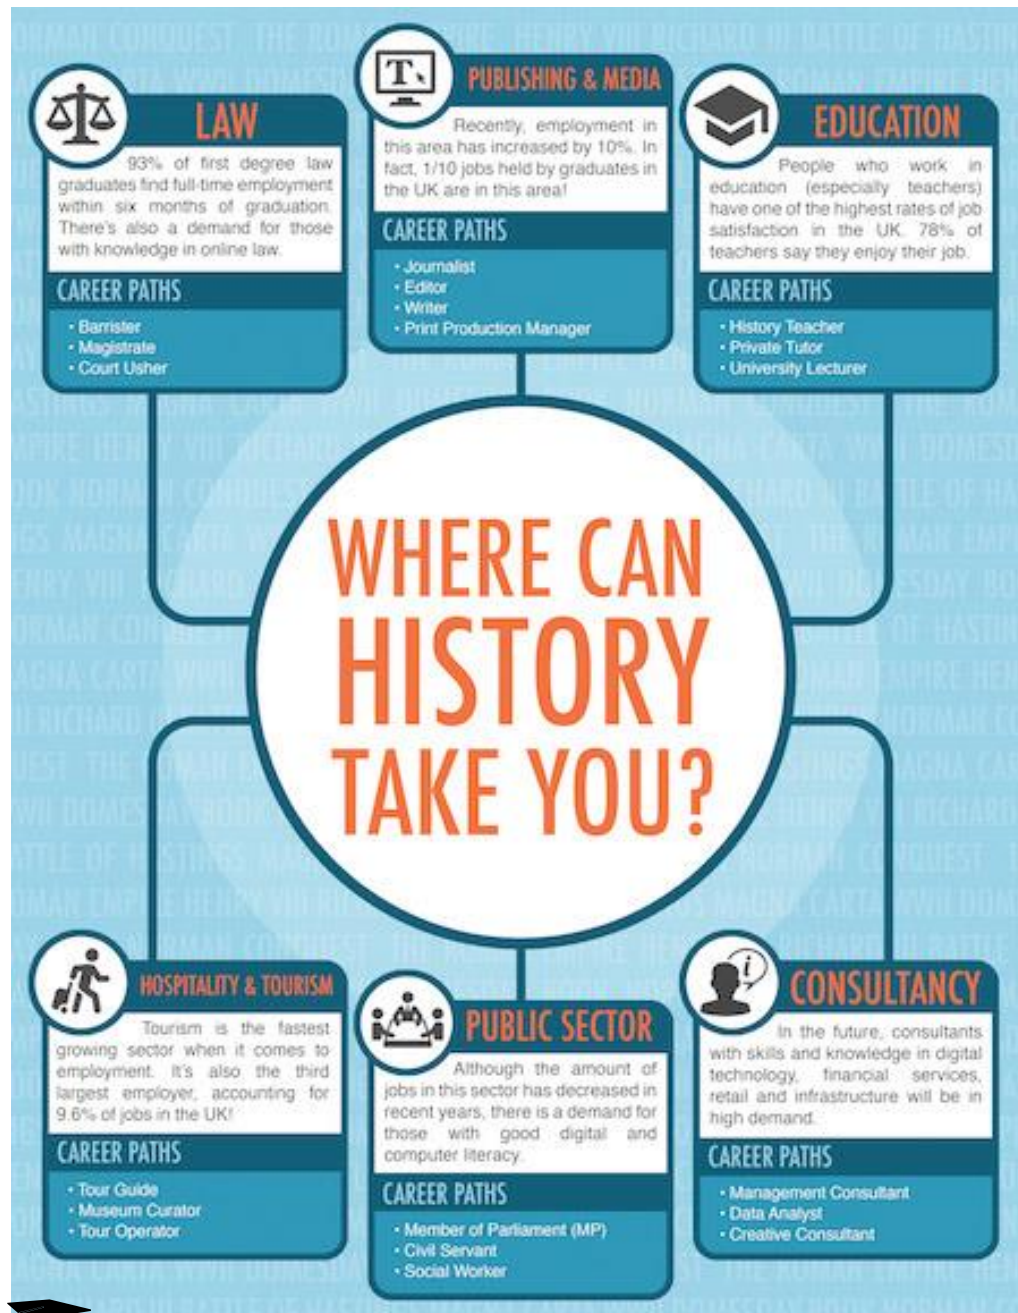 LAW
93% of first degree law
graduates find full-time employment
within six months of graduation.
There's also a demand for those
with knowledge in online law.
CAREER PATHS
• Barrister
• Magistrate
• Court Usher
T
PUBLISHING & MEDIA
Recently, employment in
this area has increased by 10%. In
fact, 1/10 jobs held by graduates in
the UK are in this area!
CAREER PATHS
• Journalist
• Editor
• Writer
• Print Production Manager
EDUCATION
People who work in
education (especially teachers)
have one of the highest rates of job
satisfaction in the UK. 78% of
teachers say they enjoy their job.
CAREER PATHS
• History Teacher
• Private Tutor
• University Lecturer
WHERE CAN
HISTORY
TAKE YOU?
HOSPITALITY & TOURISM
Tourism is the fastest
growing sector when it comes to
employment. It's also the third
largest employer, accounting for
9.6% of jobs in the UK!
CAREER PATHS
• Tour Guide
• Museum Curator
• Tour Operator
PUBLIC SECTOR
Although the amount of
jobs in this sector has decreased in
recent years, there is a demand for
those with good digital and
computer literacy.
CAREER PATHS
• Member of Parliament (MP)
• Civil Servant
• Social Worker
i
CONSULTANCY
In the future, consultants
with skills and knowledge in digital
technology, financial services,
retail and infrastructure will be in
high demand.
CAREER PATHS
• Management Consultant
• Data Analyst
• Creative Consultant